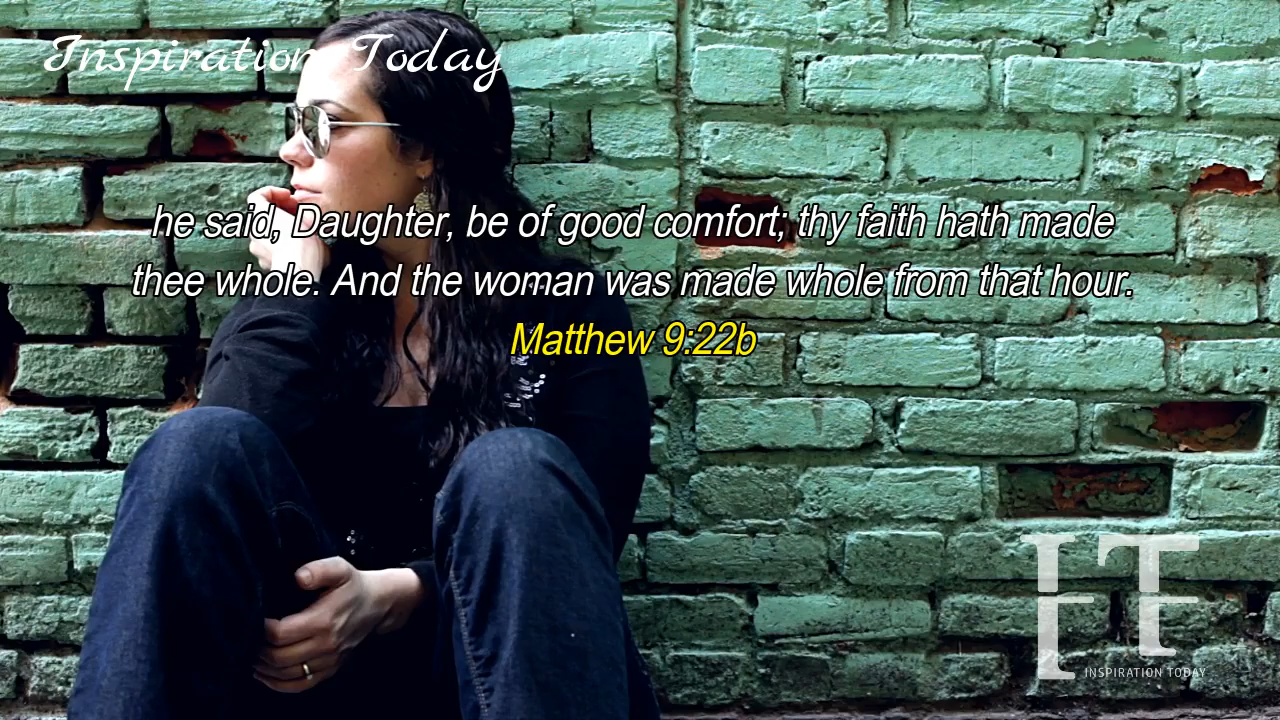 Inspiration Today
he said, Daughter, be of good comfort; thy faith hath made
thee whole. And the woman was made whole from that hour.
Matthew 9:22b
IT
INSPIRATION TODAY